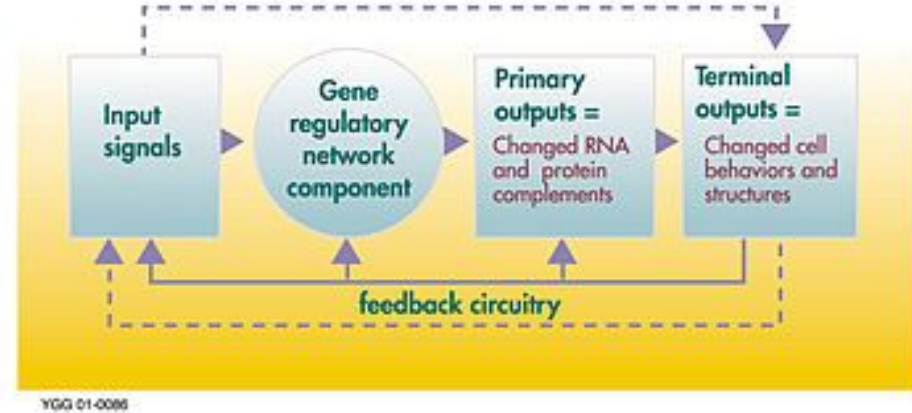 Input
signals
Gene
regulatory
network
component
Primary
outputs =
Changed RNA
and protein
complements
Terminal
outputs =
Changed cell
behaviors and
structures
feedback circuitry
YGG 01-0086